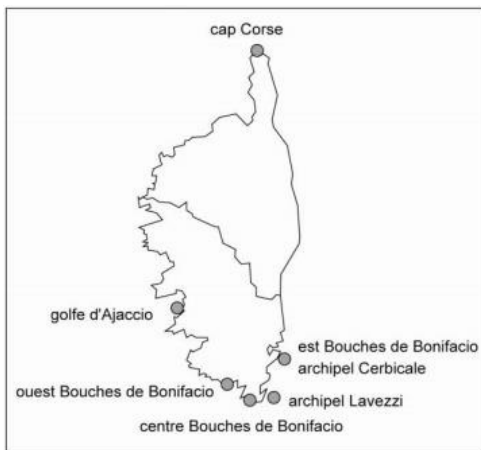 cap Corse
golfe d'Ajaccio
est Bouches de Bonifacio
archipel Cerbicale
ouest Bouches de Bonifacio
archipel Lavezzi
centre Bouches de Bonifacio